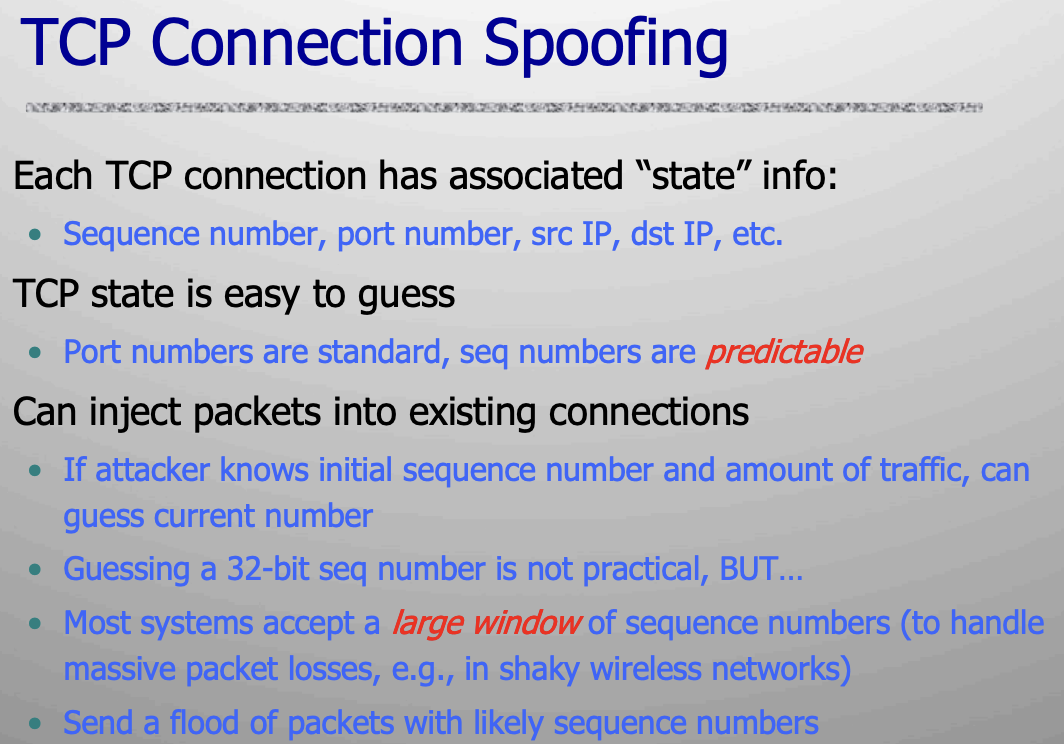 TCP Connection Spoofing
Each TCP connection has associated “state” info:
• Sequence number, port number, src IP, dst IP, etc.
TCP state is easy to guess
• Port numbers are standard, seq numbers are predictable
Can inject packets into existing connections
• If attacker knows initial sequence number and amount of traffic, can
guess current number
• Guessing a 32-bit seq number is not practical, BUT…
• Most systems accept a large window of sequence numbers (to handle
massive packet losses, e.g., in shaky wireless networks)
• Send a flood of packets with likely sequence numbers